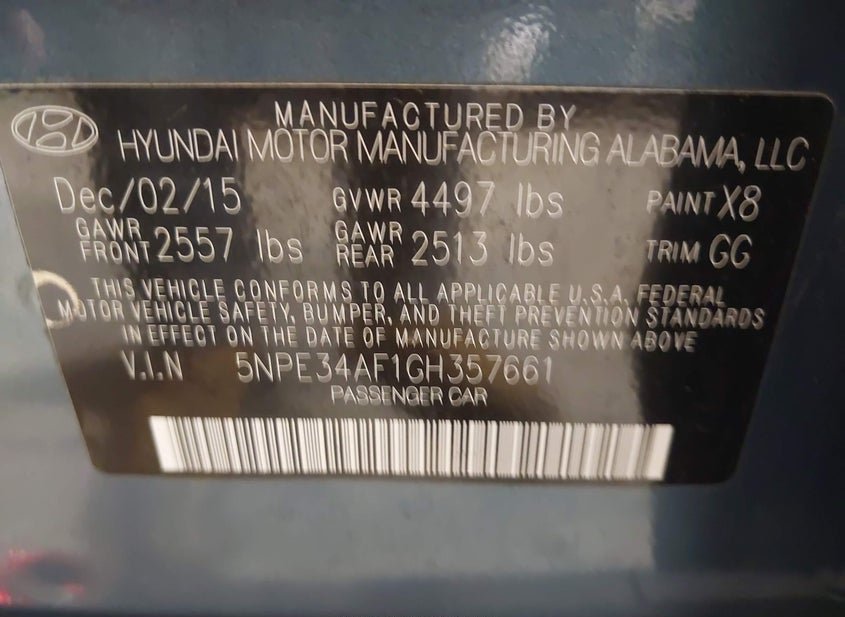 MANUFACTURED BY
HYUNDAI MOTOR MANUFACTURING ALABAMA, LLC
Dec/02/15 GVWR 4497 lbs PAINT X8
GAWR FRONT 2557 lbs GAWR REAR 2513 lbs TRIM GG
THIS VEHICLE CONFORMS TO ALL APPLICABLE U.S.A. FEDERAL
MOTOR VEHICLE SAFETY, BUMPER, AND THEFT PREVENTION STANDARDS
IN EFFECT ON THE DATE OF MANUFACTURE SHOWN ABOVE
V.I.N 5NPE34AF1GH357661
PASSENGER CAR